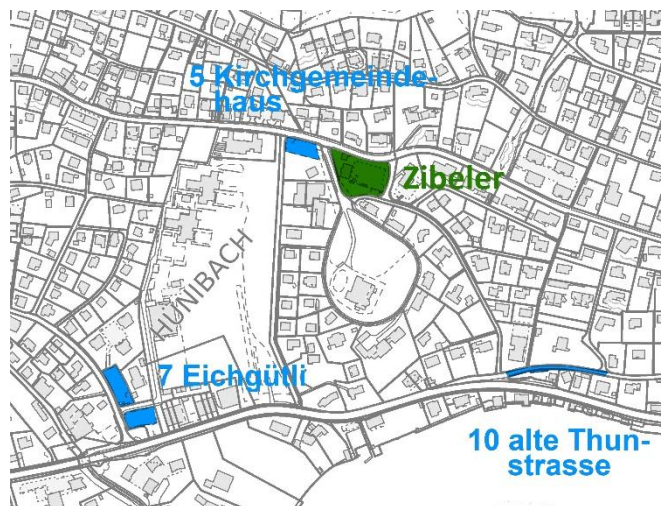 5 Kirchgemeinde-
haus
Zibeler
HÜNIBACH
7 Eichgütli
10 alte Thun-
strasse